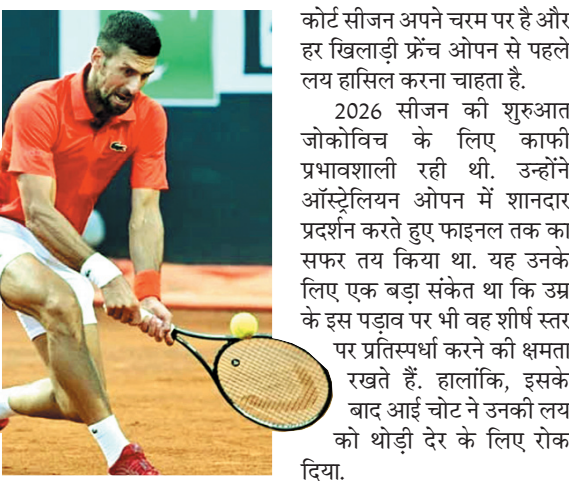 कोर्ट सीजन अपने चरम पर है और
हर खिलाड़ी फ्रेंच ओपन से पहले
लय हासिल करना चाहता है.
2026 सीजन की शुरुआत
जोकोविच के लिए काफी
प्रभावशाली रही थी. उन्होंने
ऑस्ट्रेलियन ओपन में शानदार
प्रदर्शन करते हुए फाइनल तक का
सफर तय किया था. यह उनके
लिए एक बड़ा संकेत था कि उम्र
के इस पड़ाव पर भी वह शीर्ष स्तर
पर प्रतिस्पर्धा करने की क्षमता
रखते हैं. हालांकि, इसके
बाद आई चोट ने उनकी लय
को थोड़ी देर के लिए रोक
दिया.